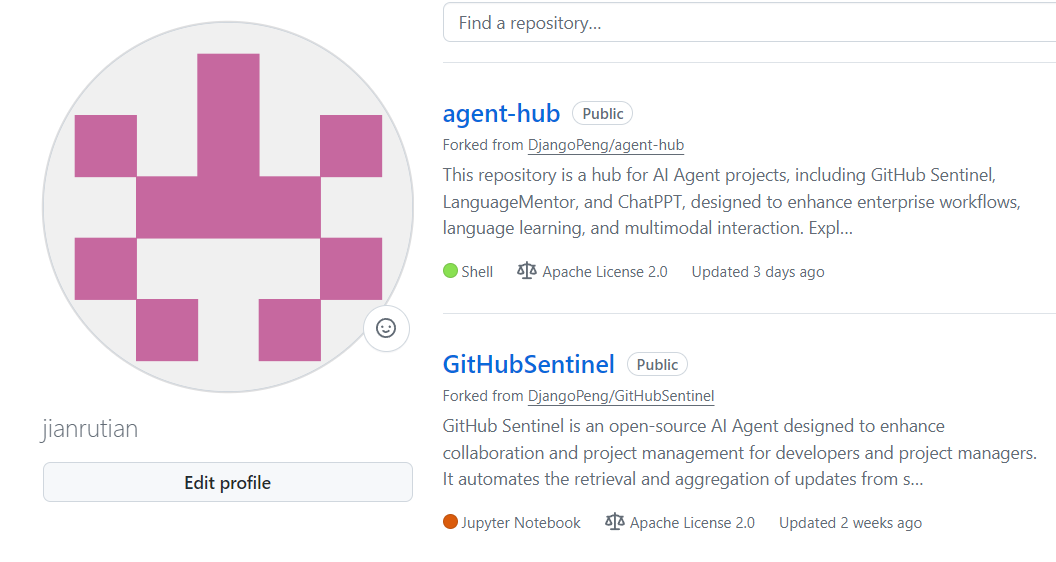 Find a repository…
agent-hub Public
Forked from DjangoPeng/agent-hub
This repository is a hub for AI Agent projects, including GitHub Sentinel,
LanguageMentor, and ChatPPT, designed to enhance enterprise workflows,
language learning, and multimodal interaction. Expl…
Shell Apache License 2.0 Updated 3 days ago
GitHubSentinel Public
Forked from DjangoPeng/GitHubSentinel
GitHub Sentinel is an open-source AI Agent designed to enhance
collaboration and project management for developers and project managers.
It automates the retrieval and aggregation of updates from s…
Jupyter Notebook Apache License 2.0 Updated 2 weeks ago
jianrutian
Edit profile